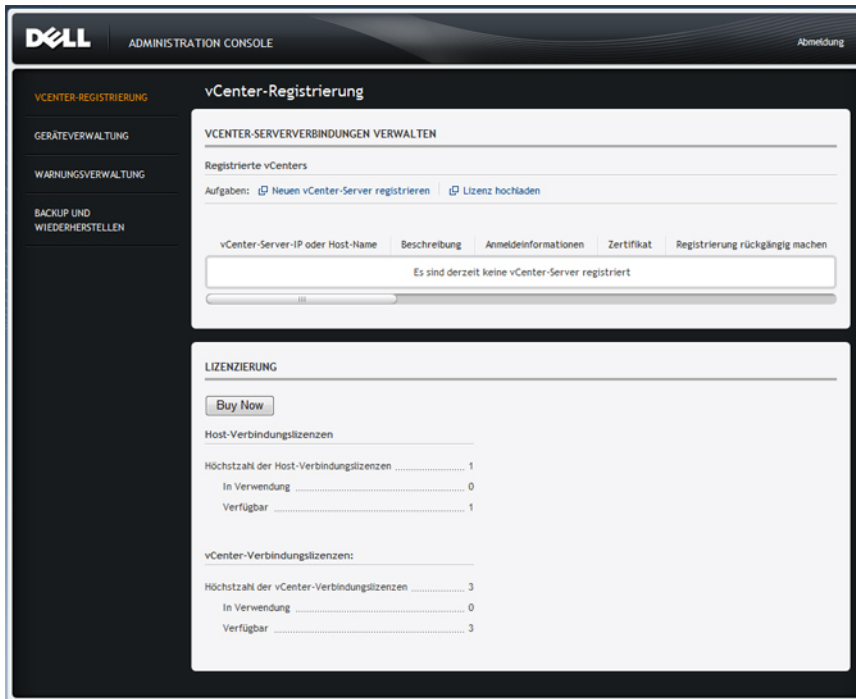 DELL ADMINISTRATION CONSOLE
Abmeldung
VCENTER-REGISTRIERUNG
GERÄTEVERWALTUNG
WARNUNGSVERWALTUNG
BACKUP UND
WIEDERHERSTELLEN
vCenter-Registrierung
VCENTER-SERVERVERBINDUNGEN VERWALTEN
Registrierte vCenters
Aufgaben: Neuen vCenter-Server registrieren Lizenz hochladen
vCenter-Server-IP oder Host-Name Beschreibung Anmeldeinformationen Zertifikat Registrierung rückgängig machen
Es sind derzeit keine vCenter-Server registriert
LIZENZIERUNG
Buy Now
Host-Verbindungslizenzen
Höchstzahl der Host-Verbindungslizenzen 1
In Verwendung 0
Verfügbar 1
vCenter-Verbindungslizenzen:
Höchstzahl der vCenter-Verbindungslizenzen 3
In Verwendung 0
Verfügbar 3